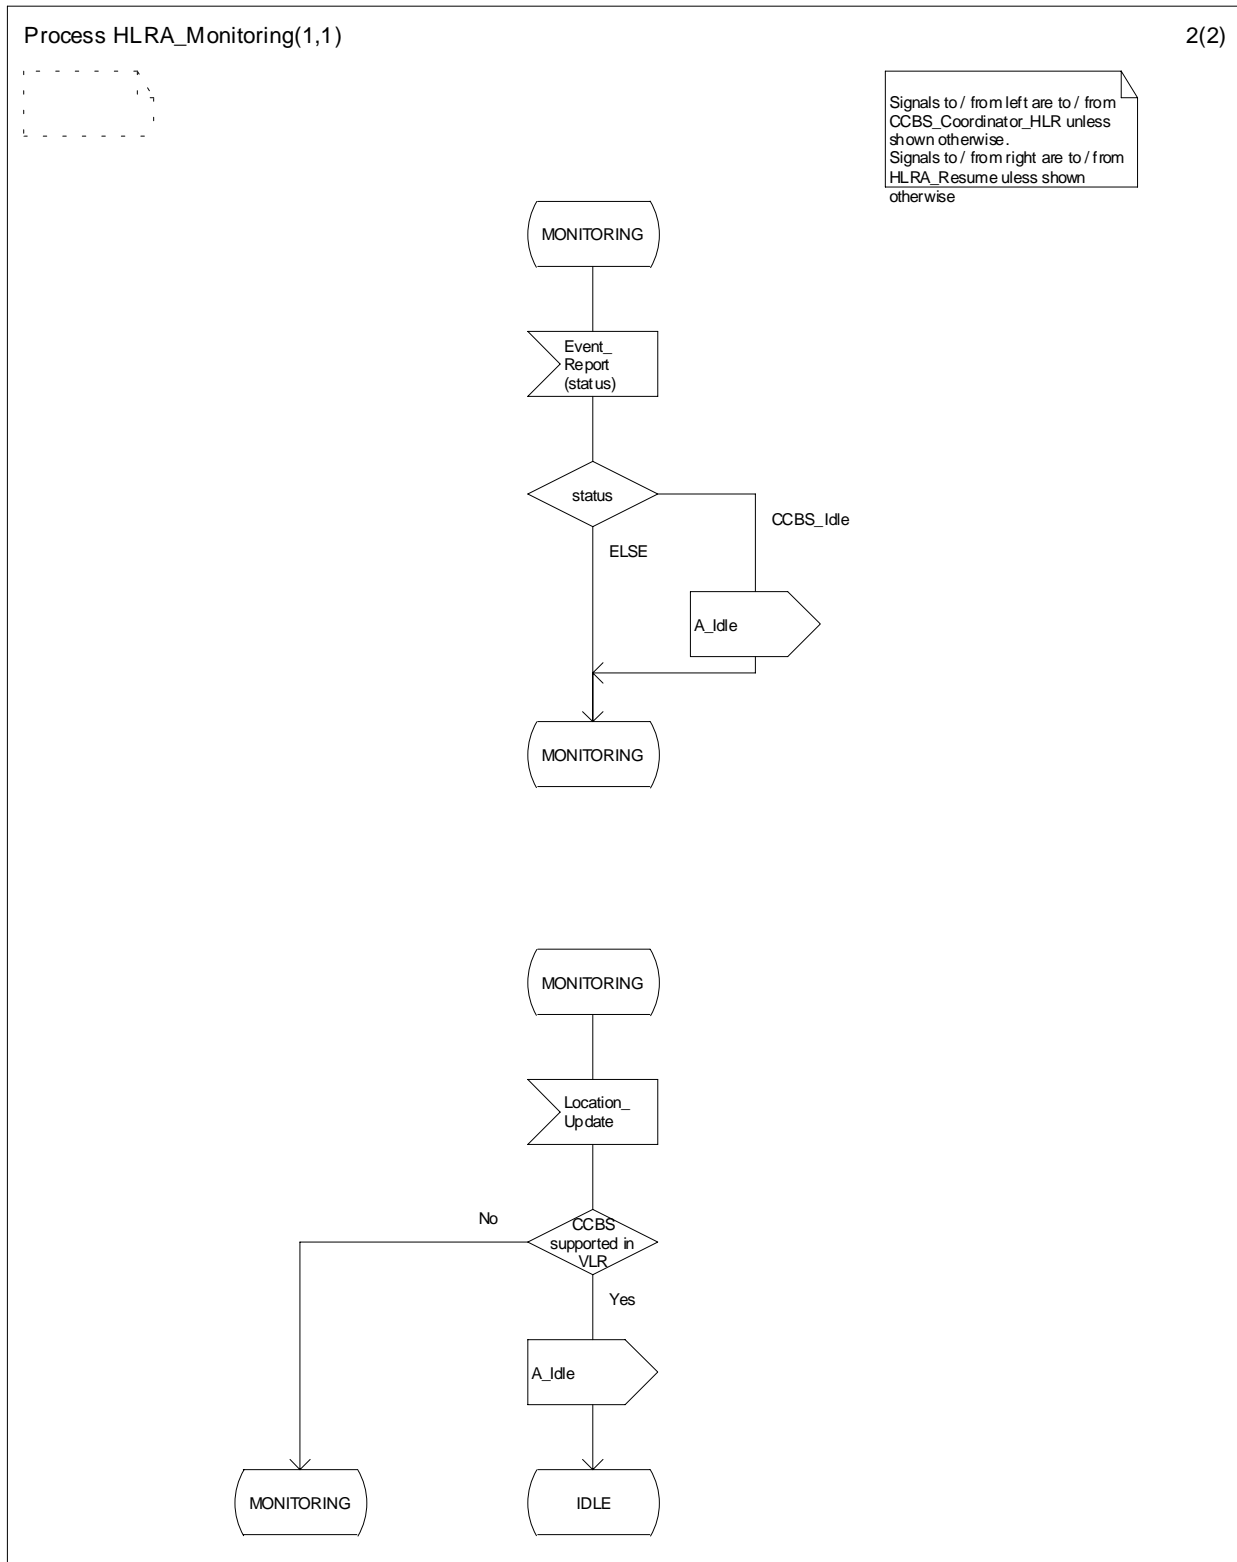 Process HLRA_Monitoring(1,1)
2(2)
Signals to / from left are to / from
CCBS_Coordinator_HLR unless
shown otherwise.
Signals to / from right are to / from
HLRA_Resume uless shown
otherwise
MONITORING
Event_
Report
(status)
status
CCBS_Idle
ELSE
A_Idle
MONITORING
MONITORING
Location_
Update
No
CCBS
supported in
VLR
Yes
A_Idle
MONITORING
IDLE